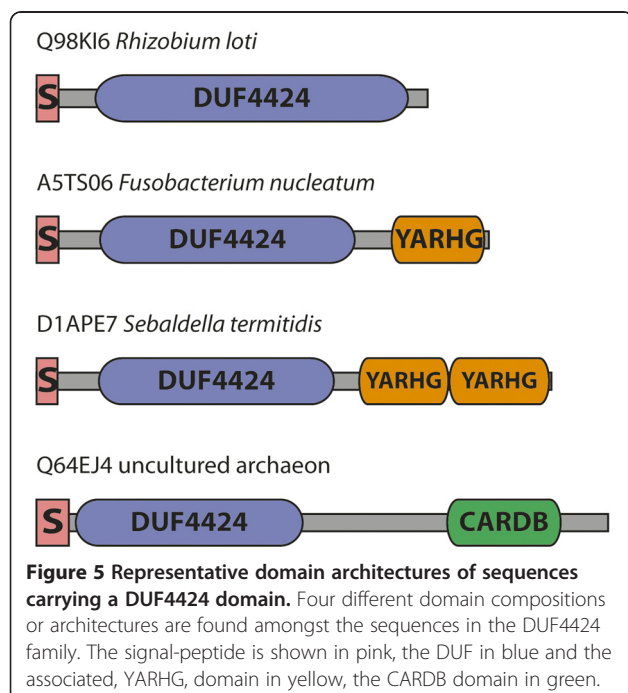 Q98KI6 Rhizobium loti
S DUF4424
A5TS06 Fusobacterium nucleatum
S DUF4424 YARHG
D1APE7 Sebaldella termitidis
S DUF4424 YARHG YARHG
Q64EJ4 uncultured archaeon
S DUF4424 CARDB
Figure 5 Representative domain architectures of sequences
carrying a DUF4424 domain. Four different domain compositions
or architectures are found amongst the sequences in the DUF4424
family. The signal-peptide is shown in pink, the DUF in blue and the
associated, YARHG, domain in yellow, the CARDB domain in green.